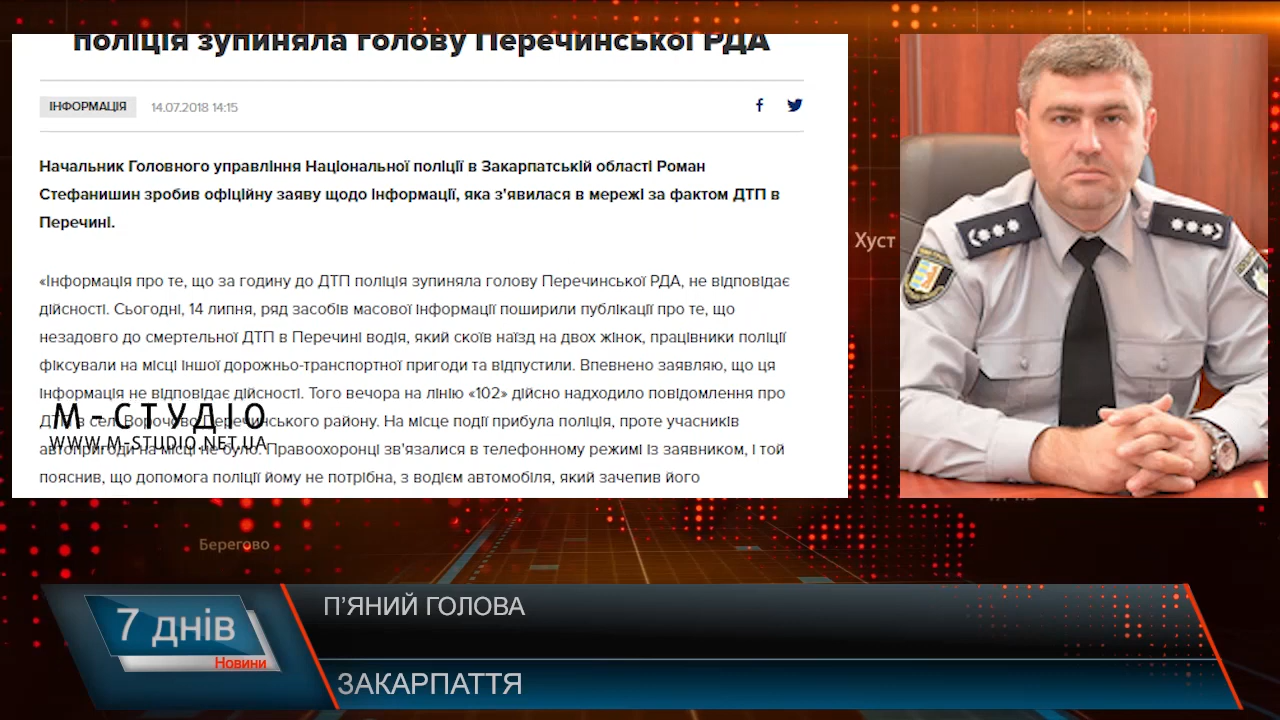 поліція зупиняла голову Перечинської РДА
ІНФОРМАЦІЯ 14.07.2018 14:15
Начальник Головного управління Національної поліції в Закарпатській області Роман
Стефанишин зробив офіційну заяву щодо інформації, яка з'явилася в мережі за фактом ДТП в
Перечині.
«Інформація про те, що за годину до ДТП поліція зупиняла голову Перечинської РДА, не відповідає
дійсності. Сьогодні, 14 липня, ряд засобів масової інформації поширили публікації про те, що
незадовго до смертельної ДТП в Перечині водія, який скоїв наїзд на двох жінок, працівники поліції
фіксували на місці іншої дорожньо-транспортної пригоди та відпустили. Впевнено заявляю, що ця
інформація не відповідає дійсності. Того вечора на лінію «102» дійсно надходило повідомлення про
ДТП в селі Ворочово Перечинського району. На місце події прибула поліція, проте учасників
автопригоди на місці не було. Правоохоронці зв'язалися в телефонному режимі із заявником, і той
пояснив, що допомога поліції йому не потрібна, з водієм автомобіля, який зачепив його
М-СТУДІО
WWW.M-STUDIO.NET.UA
Хуст
Берегово
7 днів
Новини
П'ЯНИЙ ГОЛОВА
ЗАКАРПАТТЯ